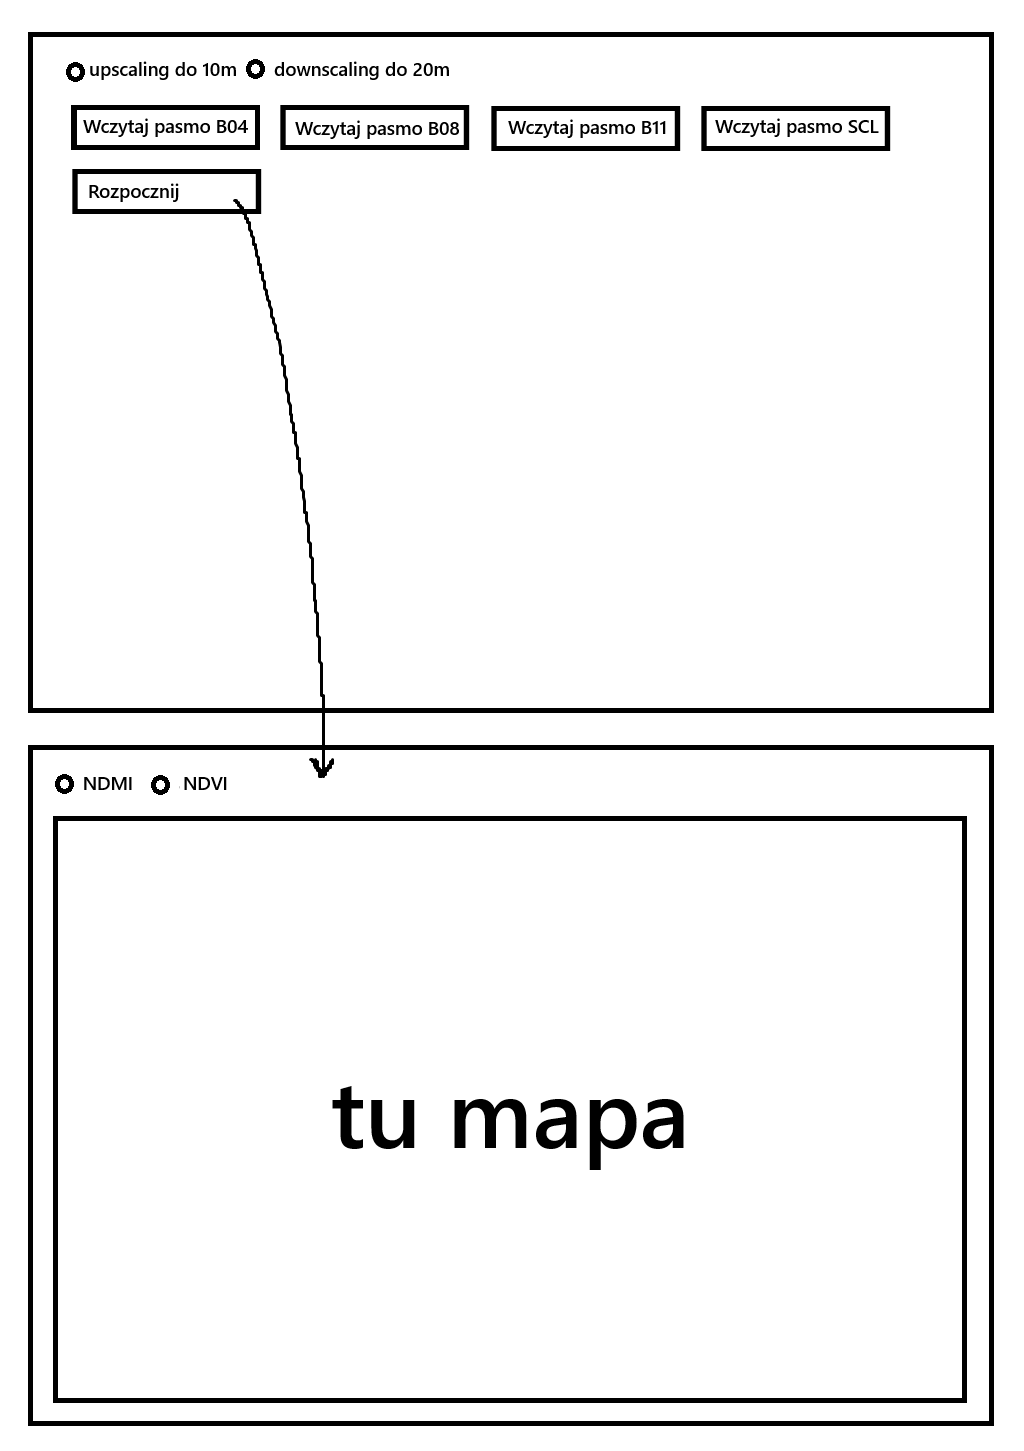 upscaling do 10m downscaling do 20m
Wczytaj pasmo B04 Wczytaj pasmo B08 Wczytaj pasmo B11 Wczytaj pasmo SCL
Rozpocznij
NDMI NDVI
tu mapa